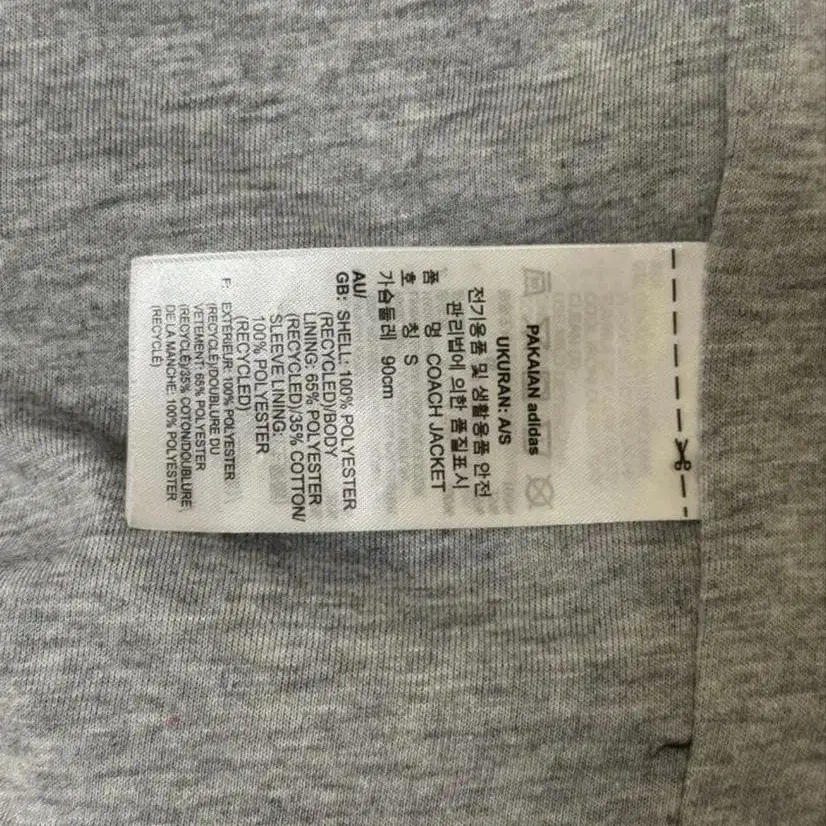 PAKAIAN adidas
UKURAN: A/S
전기용품 및 생활용품 안전
관리법에 의한 품질표시
품 명 COACH JACKET
호 칭 S
가슴둘레 90cm
AU/
GB: SHELL: 100% POLYESTER
(RECYCLED)/BODY
LINING: 65% POLYESTER
(RECYCLED)/35% COTTON/
SLEEVE LINING:
100% POLYESTER
(RECYCLED)
F: EXTÉRIEUR: 100% POLYESTER
(RECYCLÉ)/DOUBLURE DU
VÊTEMENT: 65% POLYESTER
(RECYCLÉ)/35% COTON/DOUBLURE
DE LA MANCHE: 100% POLYESTER
(RECYCLÉ)